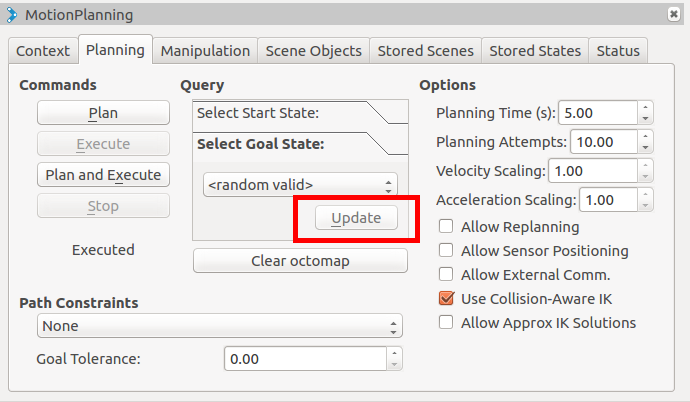 MotionPlanning
Context Planning Manipulation Scene Objects Stored Scenes Stored States Status
Commands
Plan
Execute
Plan and Execute
Stop
Executed
Query
Select Start State:
Select Goal State:
<random valid>
Update
Clear octomap
Options
Planning Time (s): 5.00
Planning Attempts: 10.00
Velocity Scaling: 1.00
Acceleration Scaling: 1.00
Allow Replanning
Allow Sensor Positioning
Allow External Comm.
Use Collision-Aware IK
Allow Approx IK Solutions
Path Constraints
None
Goal Tolerance: 0.00